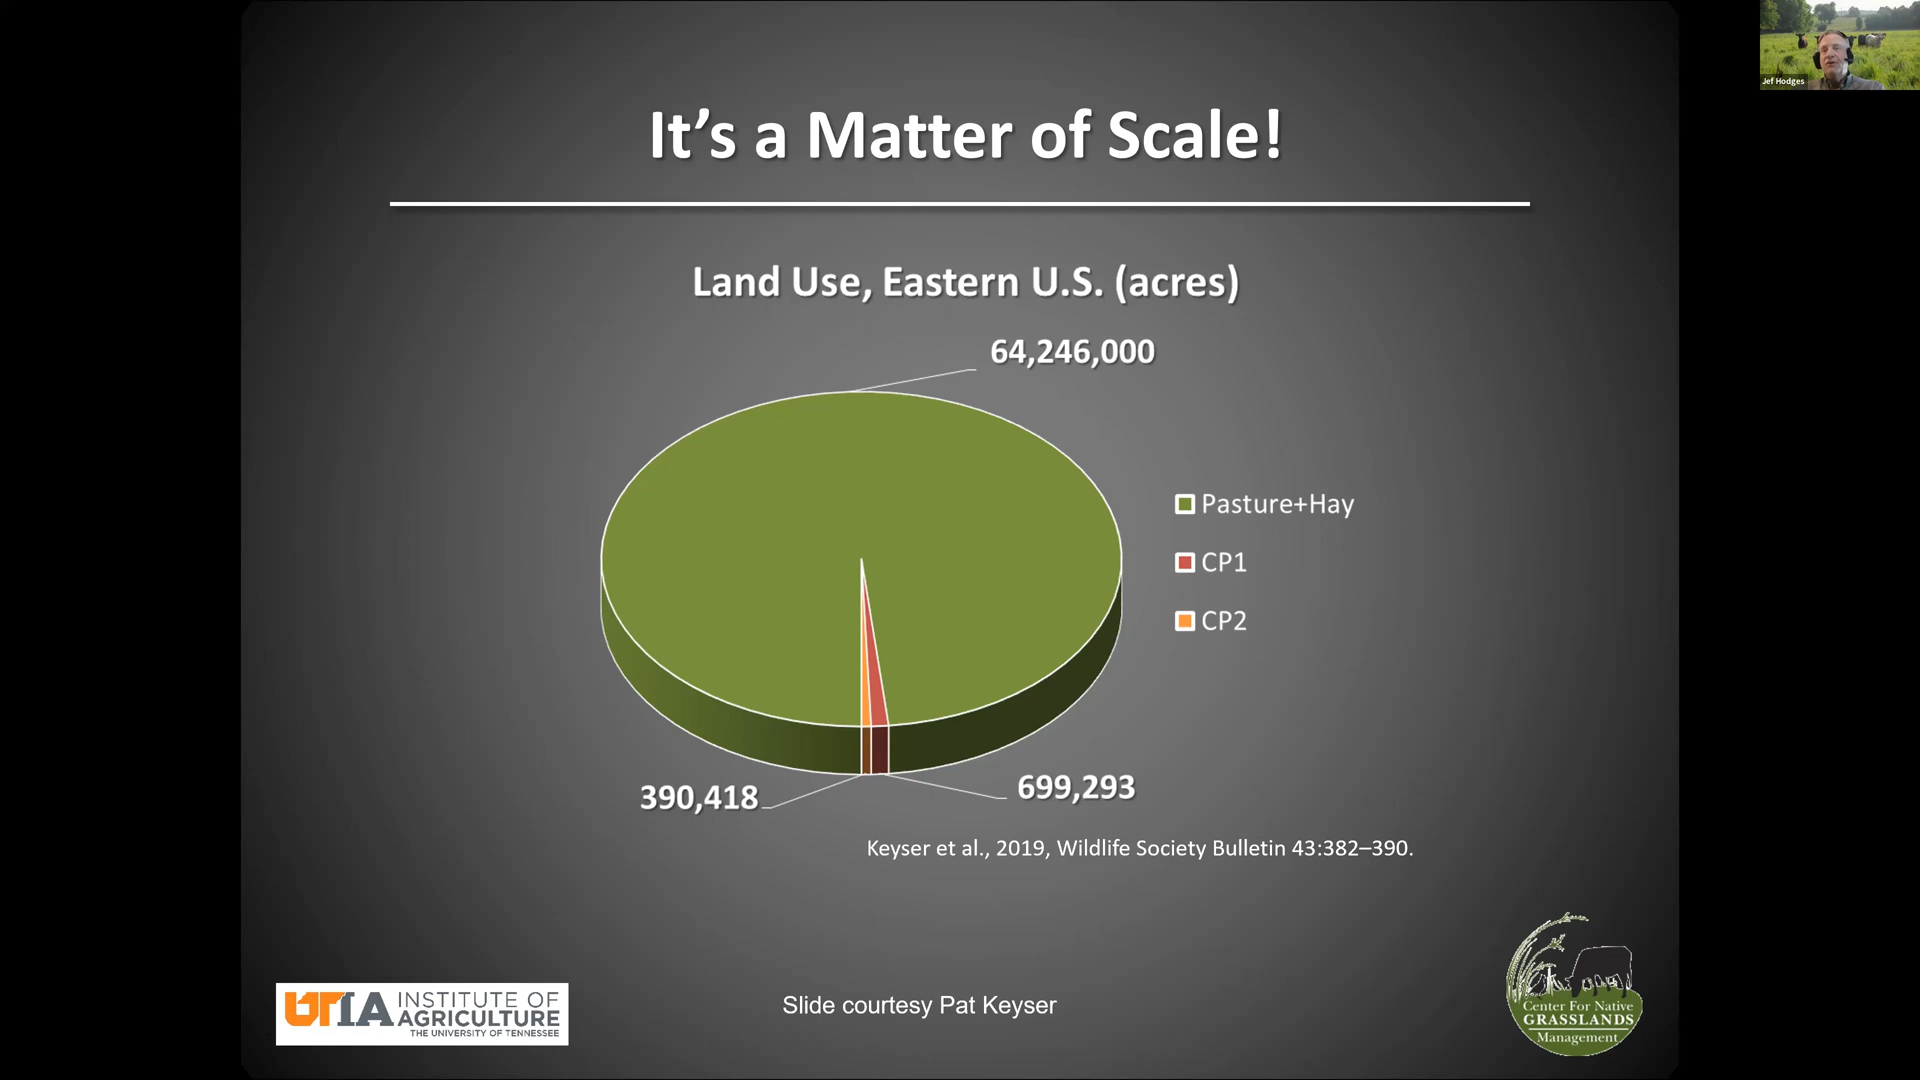 Jef Hodges
It's a Matter of Scale!
Land Use, Eastern U.S. (acres)
64,246,000
Pasture+Hay
CP1
CP2
390,418
699,293
Keyser et al., 2019, Wildlife Society Bulletin 43:382–390.
UTIA INSTITUTE OF
AGRICULTURE
THE UNIVERSITY OF TENNESSEE
Slide courtesy Pat Keyser
Center For Native
GRASSLANDS
Management